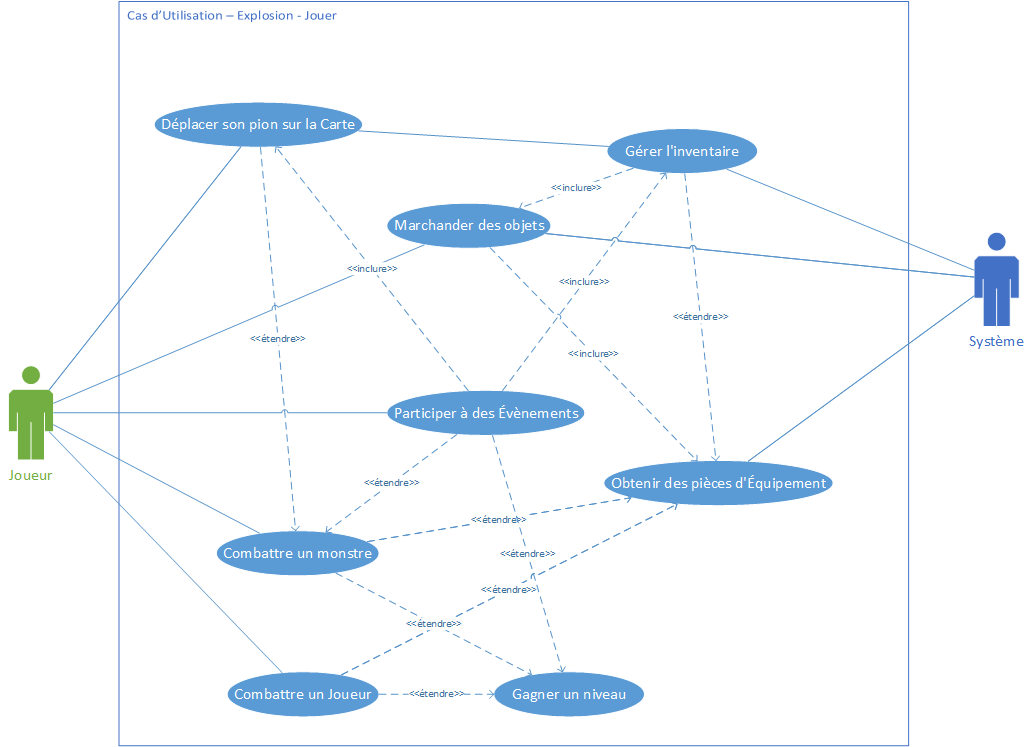 Cas d’Utilisation – Explosion - Jouer
Déplacer son pion sur la Carte
Gérer l'inventaire
<<inclure>>
Marchander des objets
<<inclure>>
<<inclure>>
<<étendre>>
<<étendre>>
Système
<<inclure>>
Participer à des Évènements
Joueur
<<étendre>>
Obtenir des pièces d'Équipement
<<étendre>>
Combattre un monstre
<<étendre>>
<<étendre>>
<<étendre>>
Combattre un Joueur
<<étendre>>
Gagner un niveau